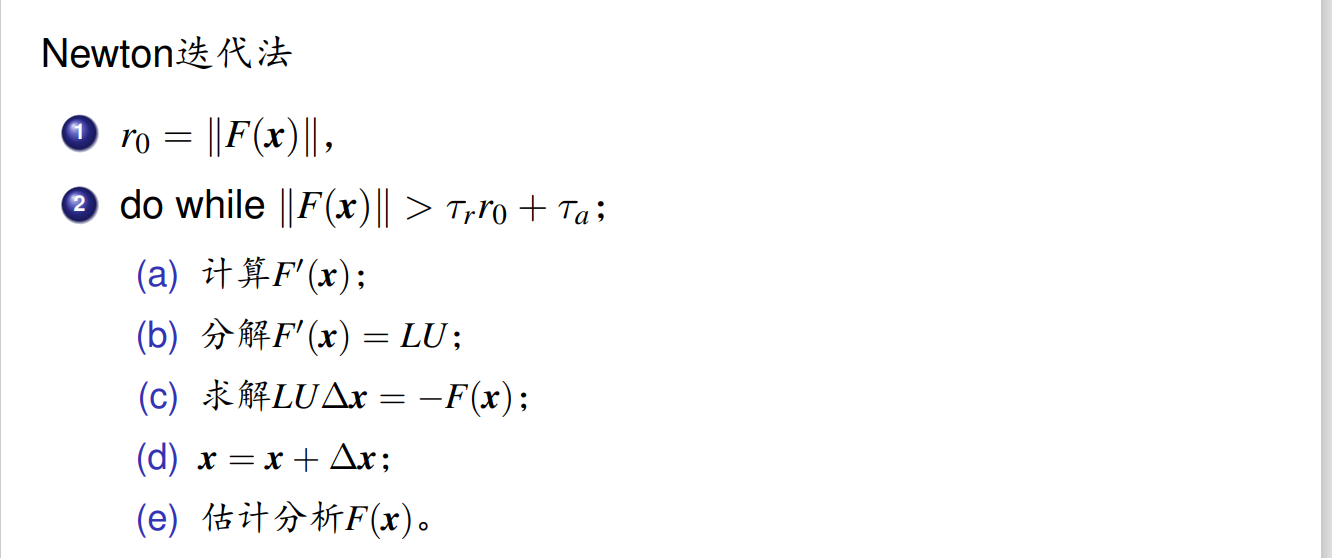 Newton迭代法
1 r₀ = ‖F(x)‖，
2 do while ‖F(x)‖ > τᵣr₀ + τₐ；
(a) 计算F′(x)；
(b) 分解F′(x) = LU；
(c) 求解LUΔx = −F(x)；
(d) x = x + Δx；
(e) 估计分析F(x)。